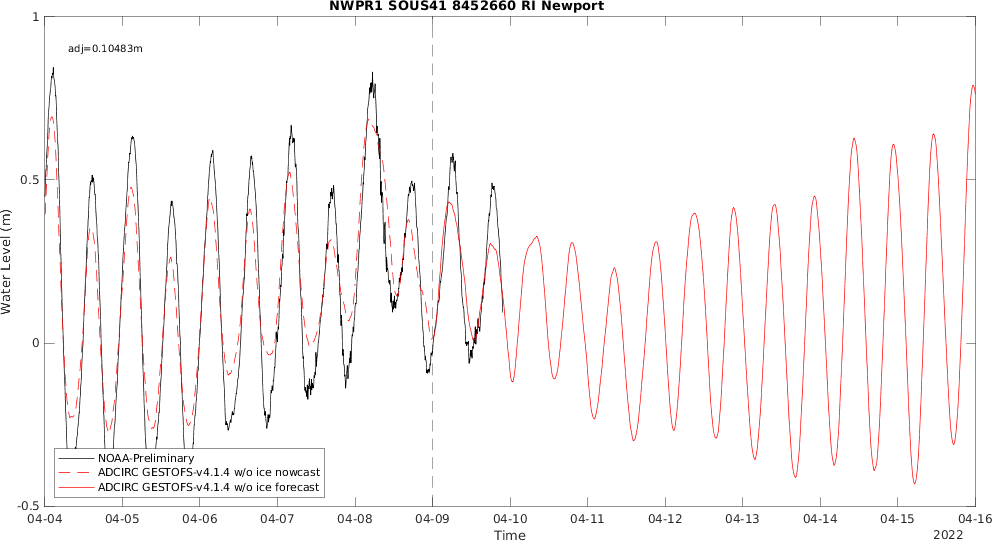 NWPR1 SOUS41 8452660 RI Newport
adj=0.10483m
Water Level (m)
1
0.5
0
-0.5
NOAA-Preliminary
ADCIRC GESTOFS-v4.1.4 w/o ice nowcast
ADCIRC GESTOFS-v4.1.4 w/o ice forecast
04-04 04-05 04-06 04-07 04-08 04-09 04-10 04-11 04-12 04-13 04-14 04-15 04-16
Time
2022